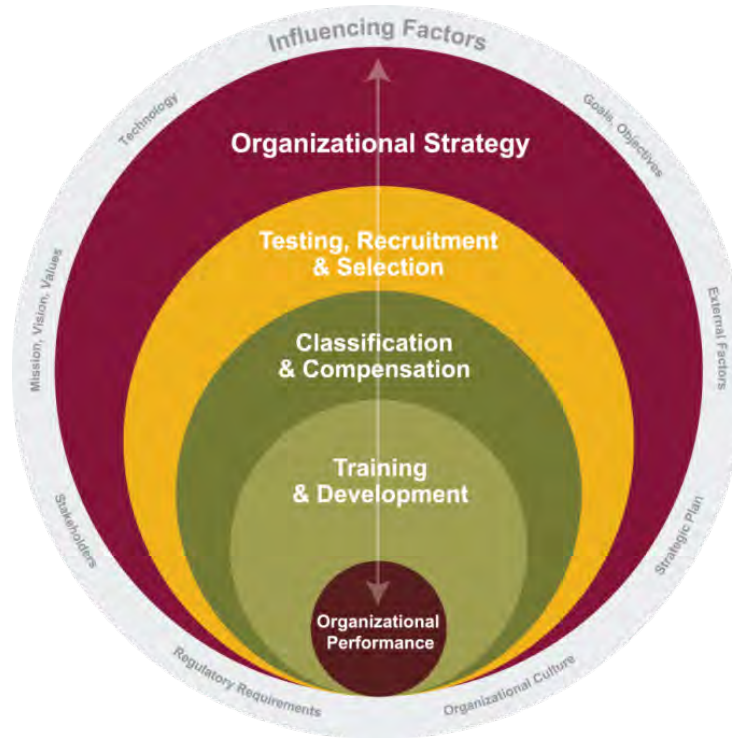 Influencing Factors
Technology
Goals, Objectives
Organizational Strategy
Testing, Recruitment
& Selection
Mission, Vision, Values
External Factors
Classification
& Compensation
Training
& Development
Stakeholders
Strategic Plan
Organizational
Performance
Regulatory Requirements
Organizational Culture